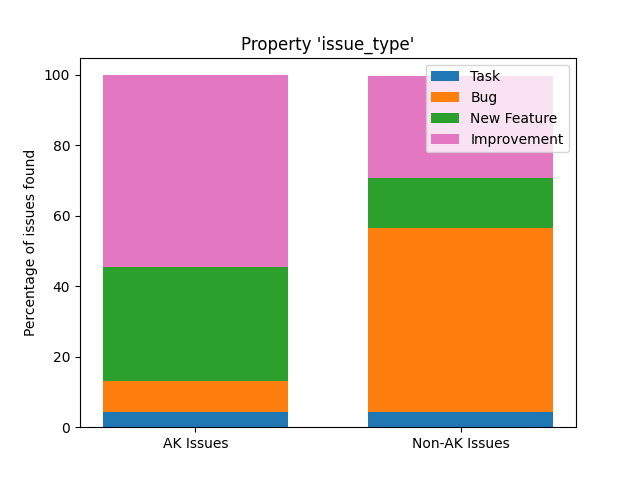 Property 'issue_type'
Task
Bug
New Feature
Improvement
Percentage of issues found
100
80
60
40
20
0
AK Issues
Non-AK Issues